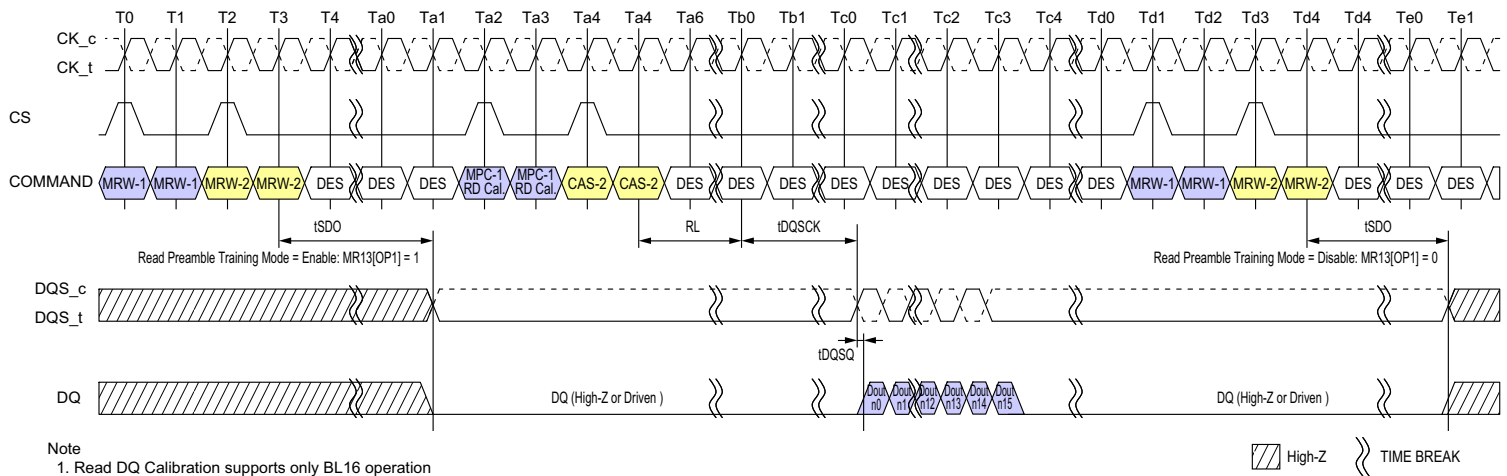 T0 T1 T2 T3 T4 Ta0 Ta1 Ta2 Ta3 Ta4 Ta4 Ta6 Tb0 Tb1 Tc0 Tc1 Tc2 Tc3 Tc4 Td0 Td1 Td2 Td3 Td4 Td4 Te0 Te1
CK_c
CK_t
CS
COMMAND MRW-1 MRW-1 MRW-2 MRW-2 DES DES DES MPC-1 RD Cal. MPC-1 RD Cal. CAS-2 CAS-2 DES DES DES DES DES DES DES DES DES MRW-1 MRW-1 MRW-2 MRW-2 DES DES DES
tSDO RL tDQSCK tSDO
Read Preamble Training Mode = Enable: MR13[OP1] = 1 Read Preamble Training Mode = Disable: MR13[OP1] = 0
DQS_c
DQS_t
tDQSQ
DQ DQ (High-Z or Driven ) Dout n0 Dout n1 Dout n12 Dout n13 Dout n14 Dout n15 DQ (High-Z or Driven )
Note
1. Read DQ Calibration supports only BL16 operation
High-Z TIME BREAK